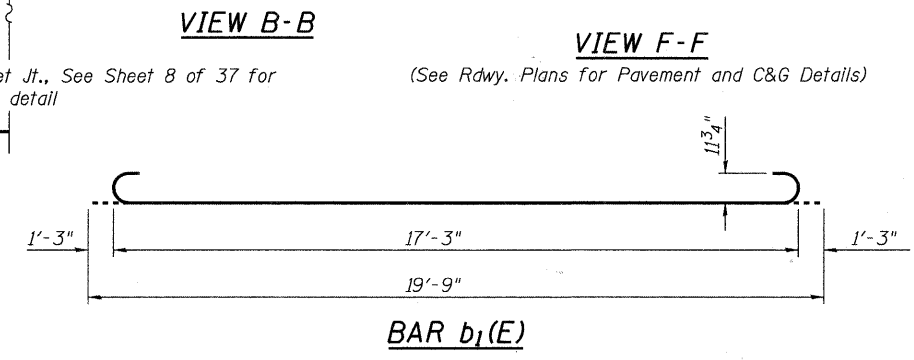 VIEW B-B
et Jt., See Sheet 8 of 37 for
detail
VIEW F-F
(See Rdwy. Plans for Pavement and C&G Details)
11¾"
1'-3"
17'-3"
1'-3"
19'-9"
BAR b₁(E)